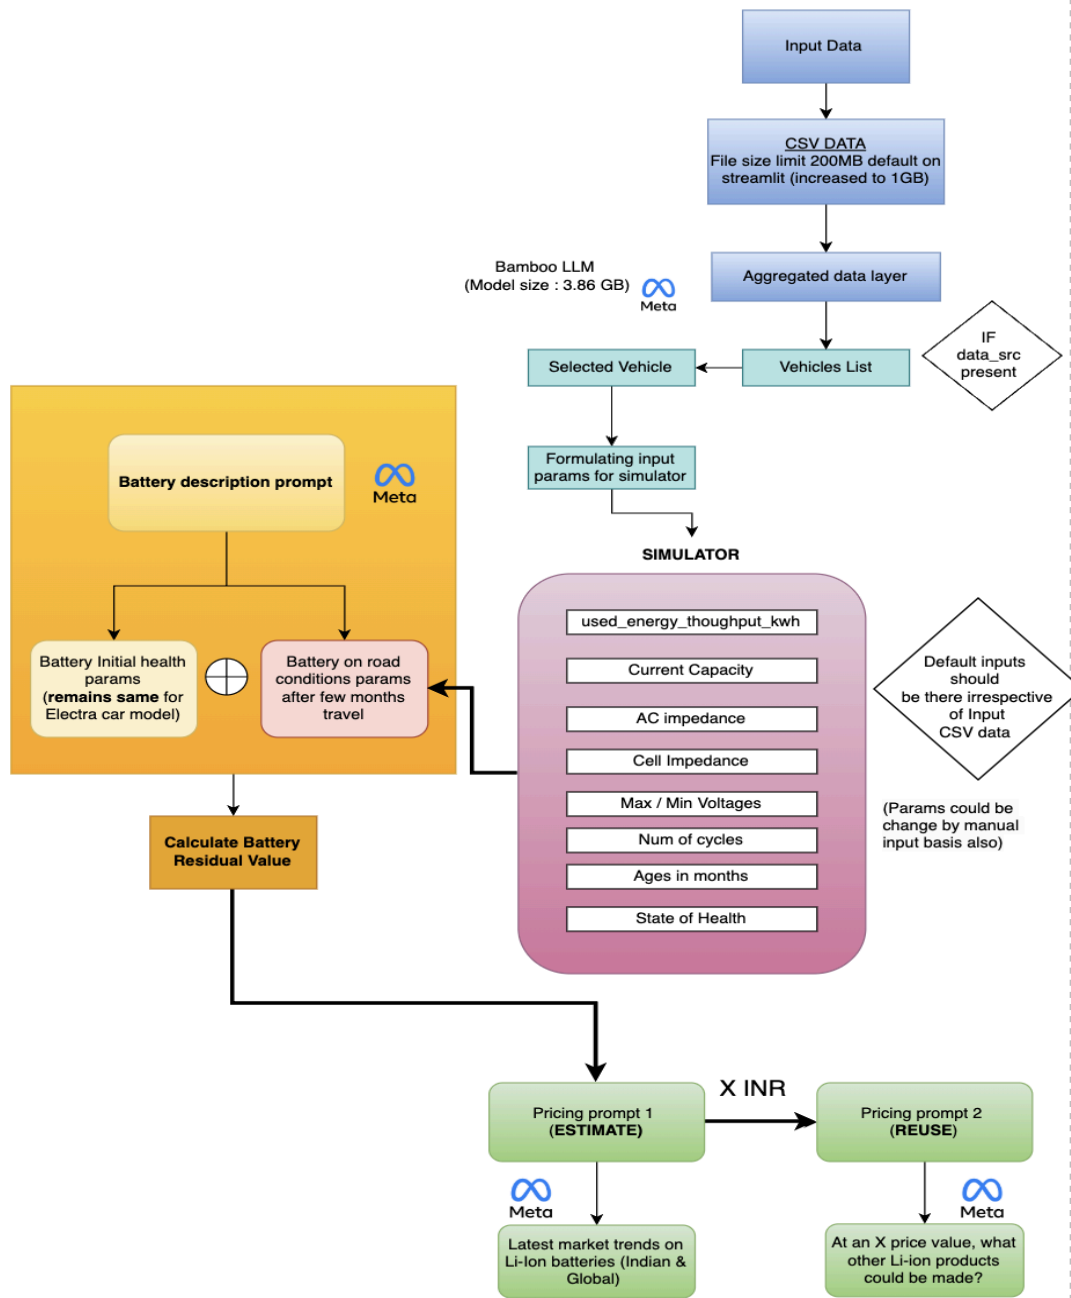 Input Data
CSV DATA
File size limit 200MB default on
streamlit (increased to 1GB)
Bamboo LLM
(Model size : 3.86 GB)
Meta
Aggregated data layer
IF
data_src
present
Selected Vehicle
Vehicles List
Formulating input
params for simulator
Battery description prompt
Meta
SIMULATOR
used_energy_thoughput_kwh
Current Capacity
AC impedance
Cell Impedance
Max / Min Voltages
Num of cycles
Ages in months
State of Health
Battery Initial health
params
(remains same for
Electra car model)
Battery on road
conditions params
after few months
travel
Default inputs
should
be there irrespective
of Input
CSV data
(Params could be
change by manual
input basis also)
Calculate Battery
Residual Value
Pricing prompt 1
(ESTIMATE)
X INR
Pricing prompt 2
(REUSE)
Meta
Meta
Latest market trends on
Li-Ion batteries (Indian &
Global)
At an X price value, what
other Li-ion products
could be made?